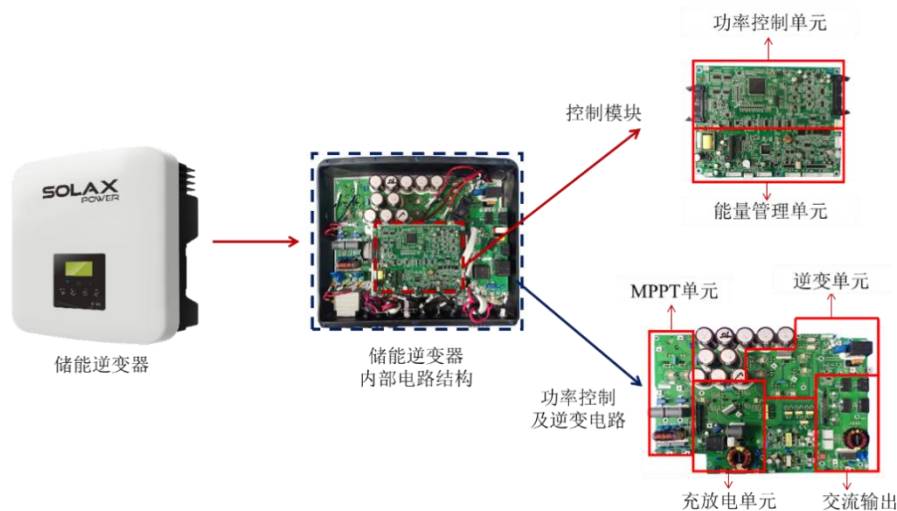 功率控制单元
控制模块
能量管理单元
SOLAX
POWER
MPPT单元
逆变单元
储能逆变器
储能逆变器
内部电路结构
功率控制
及逆变电路
充放电单元
交流输出